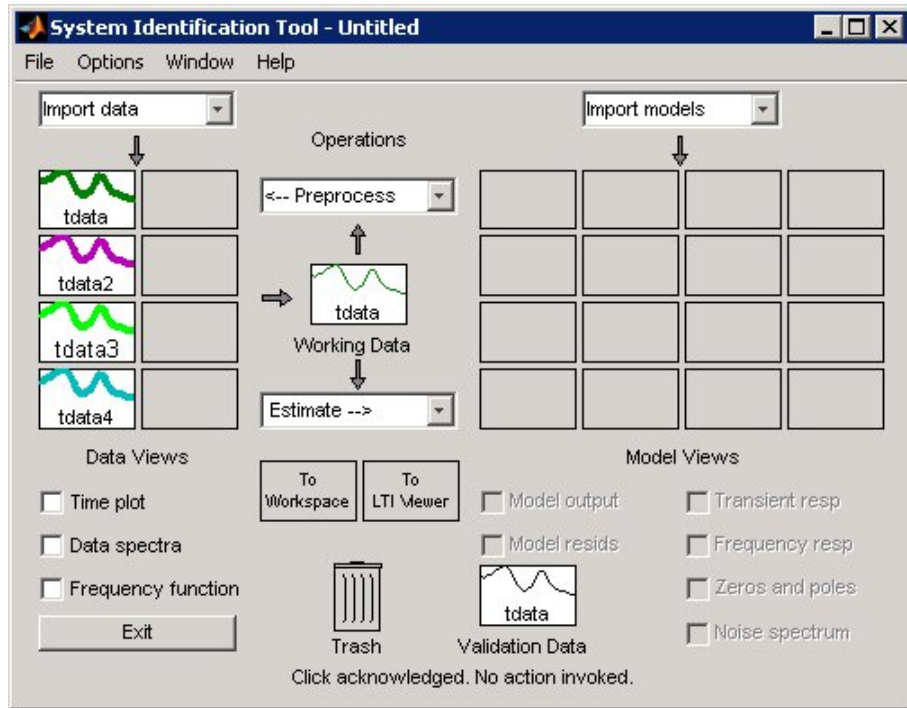 System Identification Tool - Untitled
File Options Window Help
Import data
Import models
Operations
<-- Preprocess
tdata
tdata2
tdata3
tdata4
tdata
Working Data
Estimate -->
Data Views
Time plot
Data spectra
Frequency function
Exit
To
Workspace
To
LTI Viewer
Trash
Model Views
Model output
Transient resp
Model resids
Frequency resp
Zeros and poles
Noise spectrum
tdata
Validation Data
Click acknowledged. No action invoked.